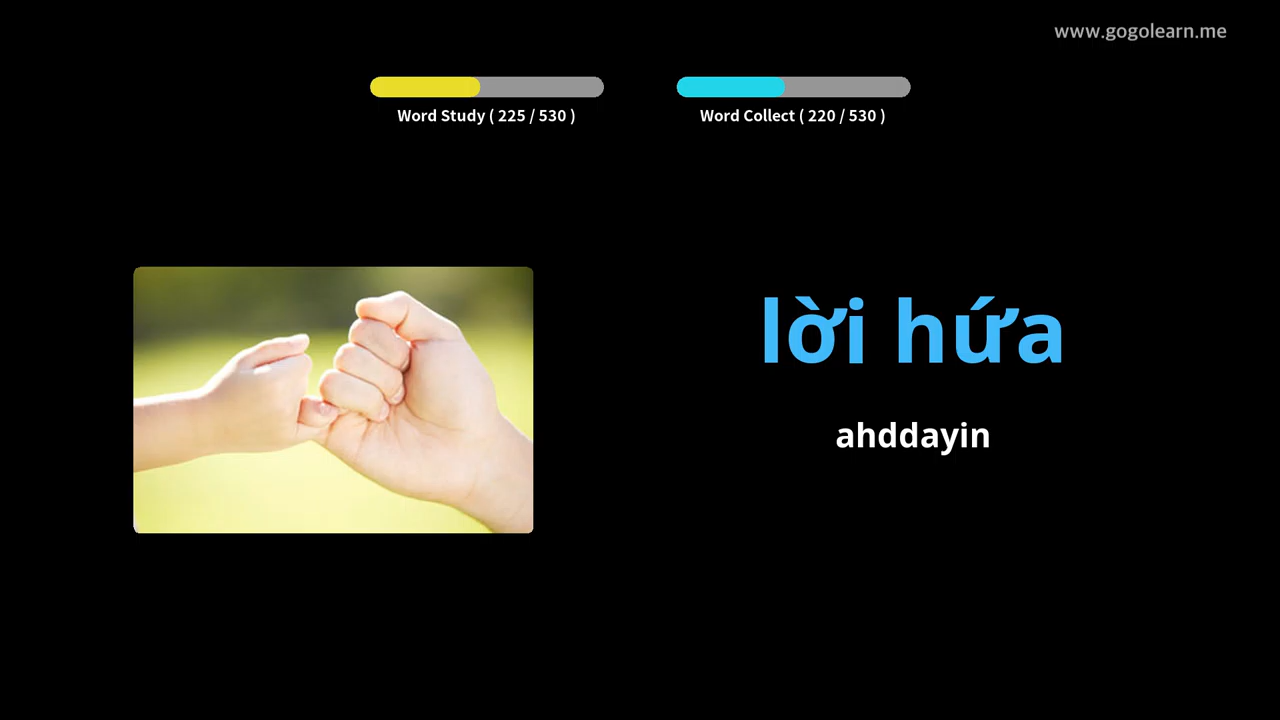 www.gogolearn.me
Word Study ( 225 / 530 )
Word Collect ( 220 / 530 )
lời hứa
ahddayin